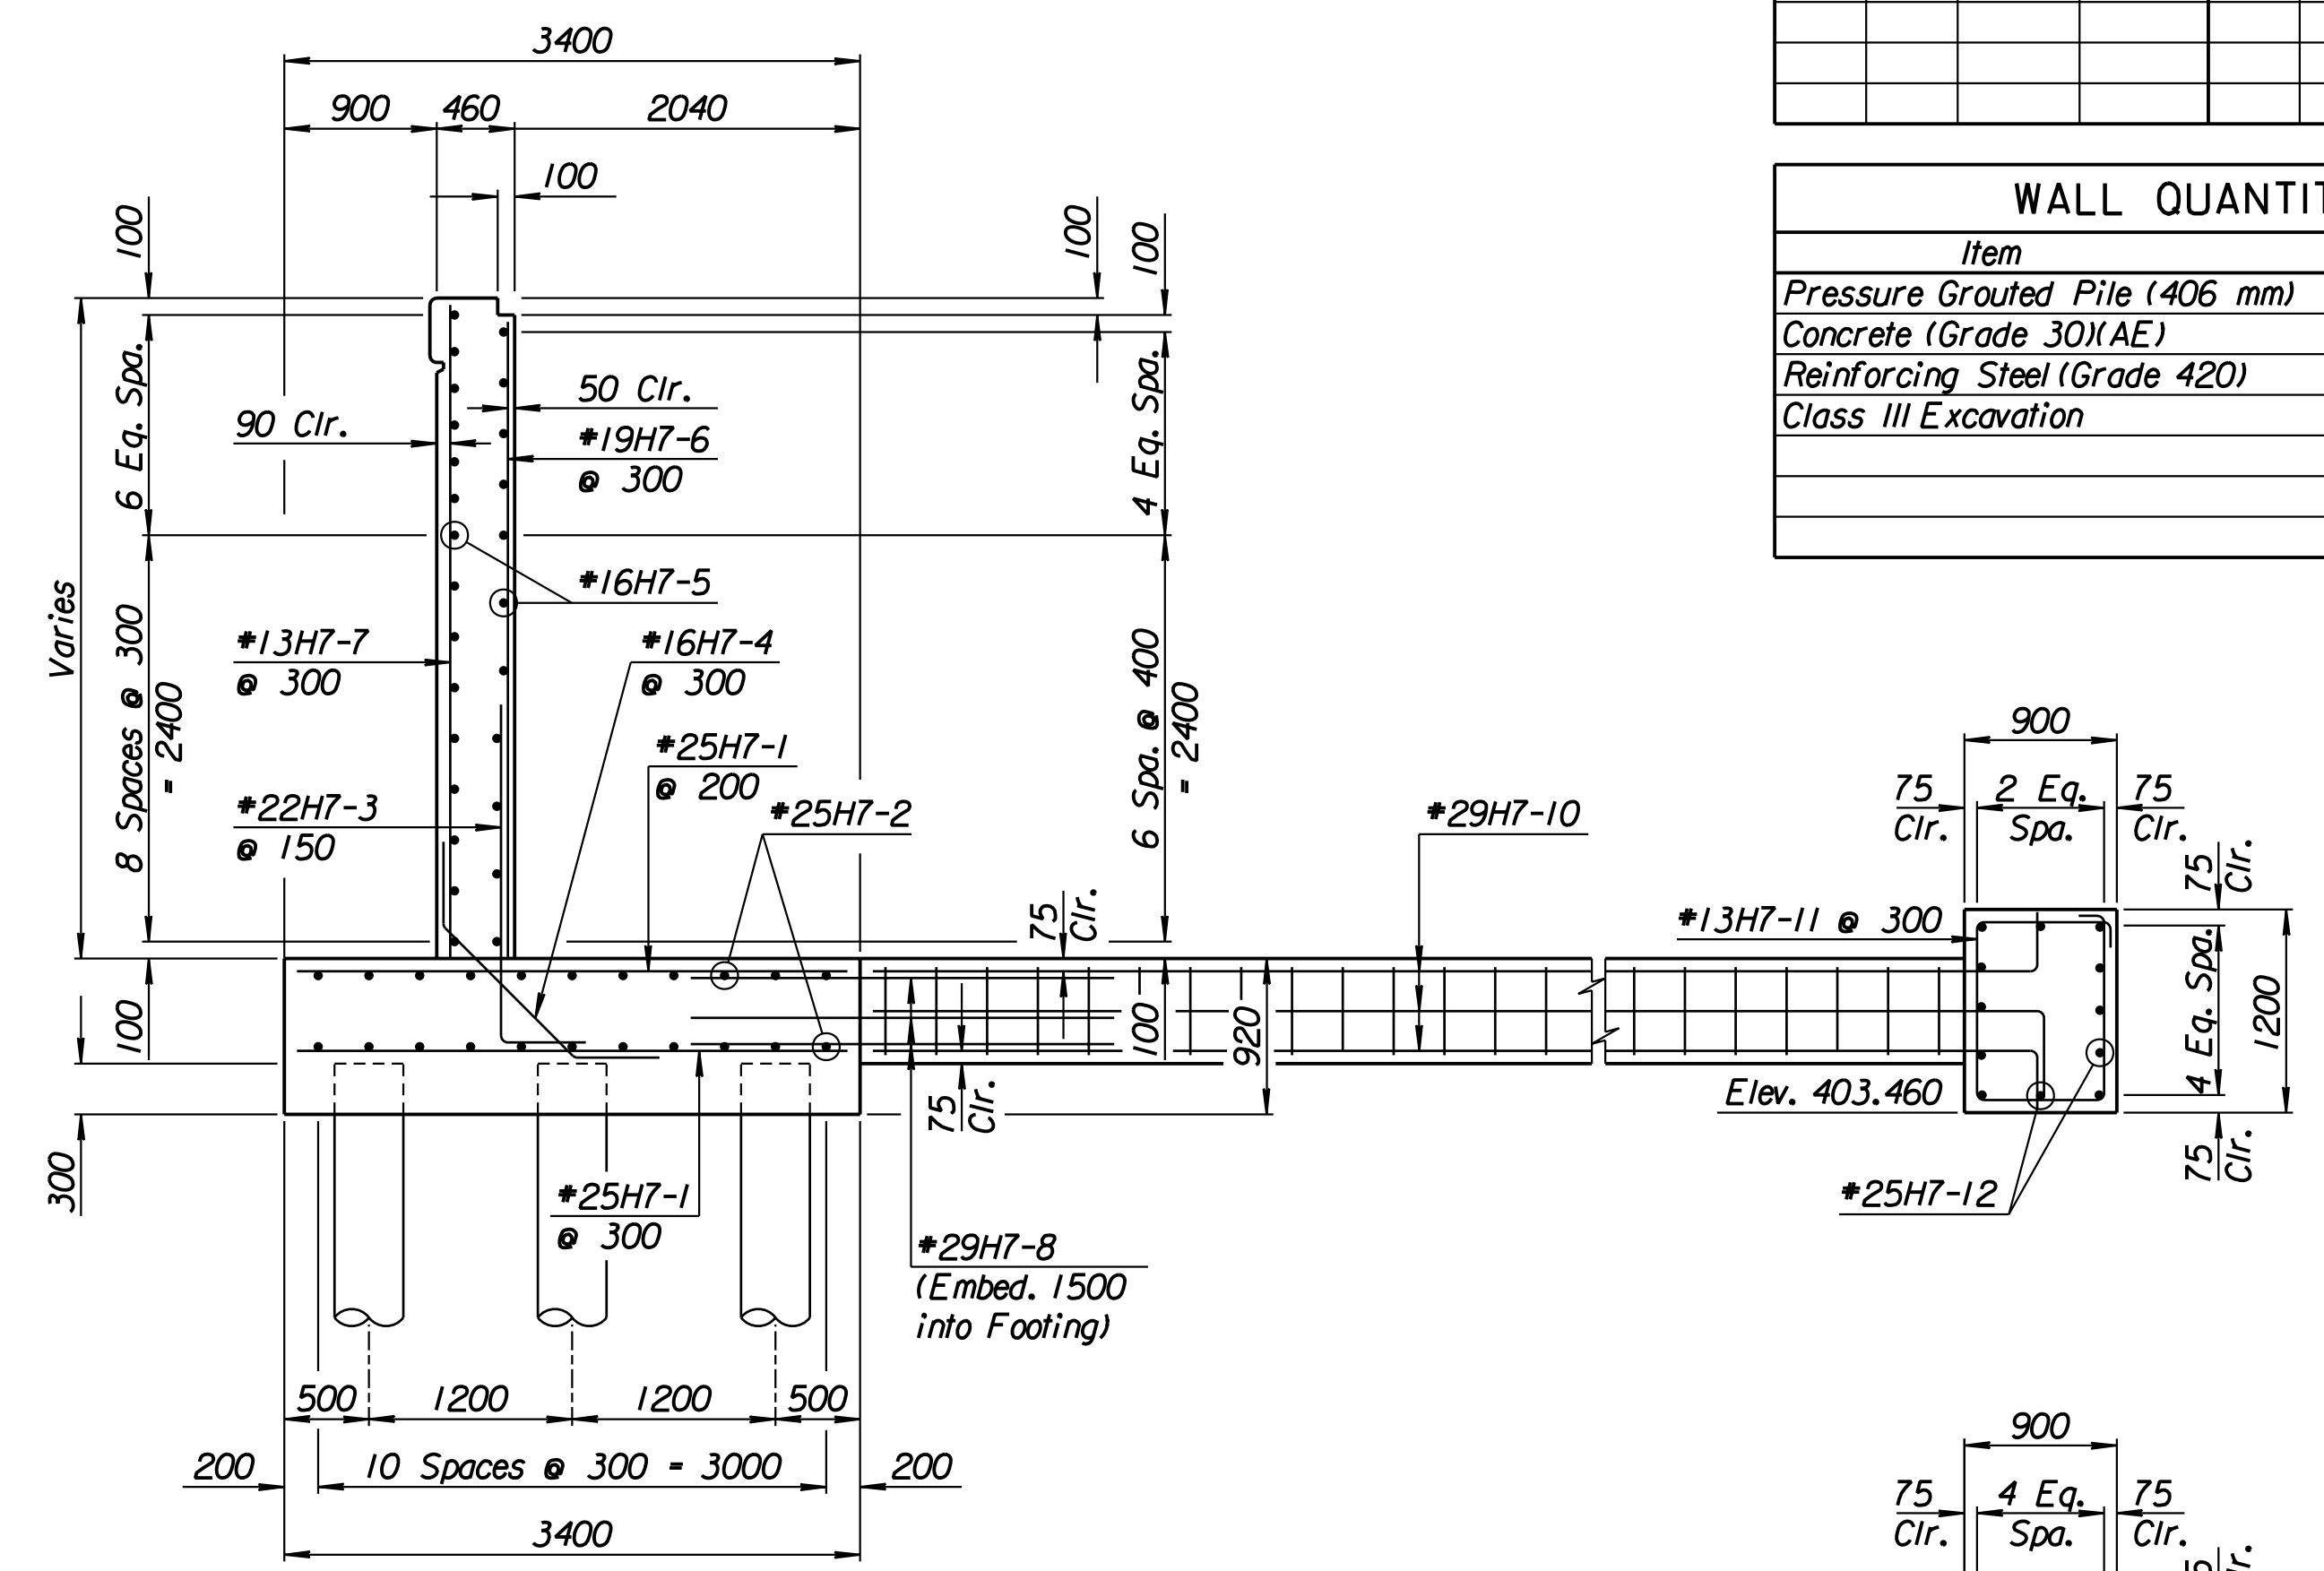 3400
900
460
2040
100
100
100
100
WALL QUANTIT
Item
Pressure Grouted Pile (406 mm)
Concrete (Grade 30)(AE)
Reinforcing Steel (Grade 420)
Class III Excavation
6 Eq. Spa.
4 Eq. Spa.
50 Clr.
90 Clr.
#19H7-6
@ 300
#16H7-5
Varies
8 Spaces @ 300
= 2400
#13H7-7
@ 300
#16H7-4
@ 300
6 Spa. @ 400
= 2400
#25H7-1
@ 200
#22H7-3
@ 150
#25H7-2
#29H7-10
900
75
Clr.
2 Eq.
Spa.
75
Clr.
75
Clr.
75
Clr.
#13H7-11 @ 300
4 Eq. Spa.
1200
100
100
920
Elev. 403.460
75
Clr.
75
Clr.
300
#25H7-1
@ 300
#25H7-12
#29H7-8
(Embed. 1500
into Footing)
500
1200
1200
500
200
10 Spaces @ 300 = 3000
200
3400
900
75
Clr.
4 Eq.
Spa.
75
Clr.